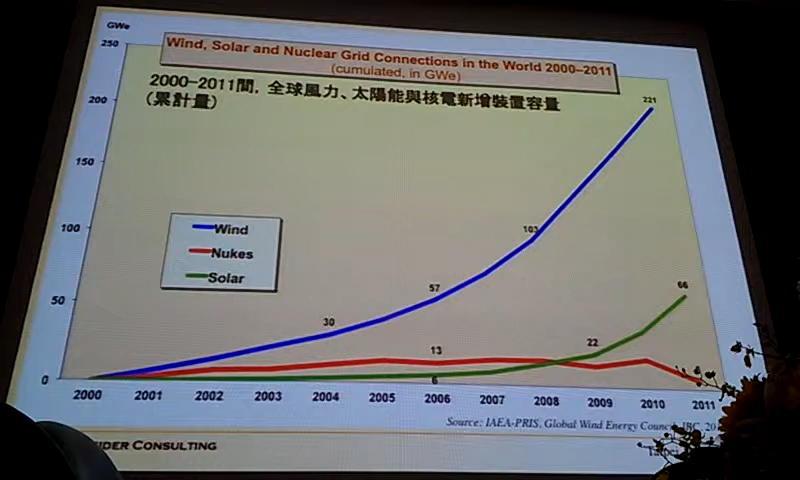 GWe
Wind, Solar and Nuclear Grid Connections in the World 2000–2011
(cumulated, in GWe)
2000-2011間, 全球風力、太陽能與核電新增裝置容量
(累計量)
250
200
150
100
50
0
221
103
57
30
13
6
22
66
Wind
Nukes
Solar
2000 2001 2002 2003 2004 2005 2006 2007 2008 2009 2010 2011
Source: IAEA-PRIS, Global Wind Energy
IDER CONSULTING